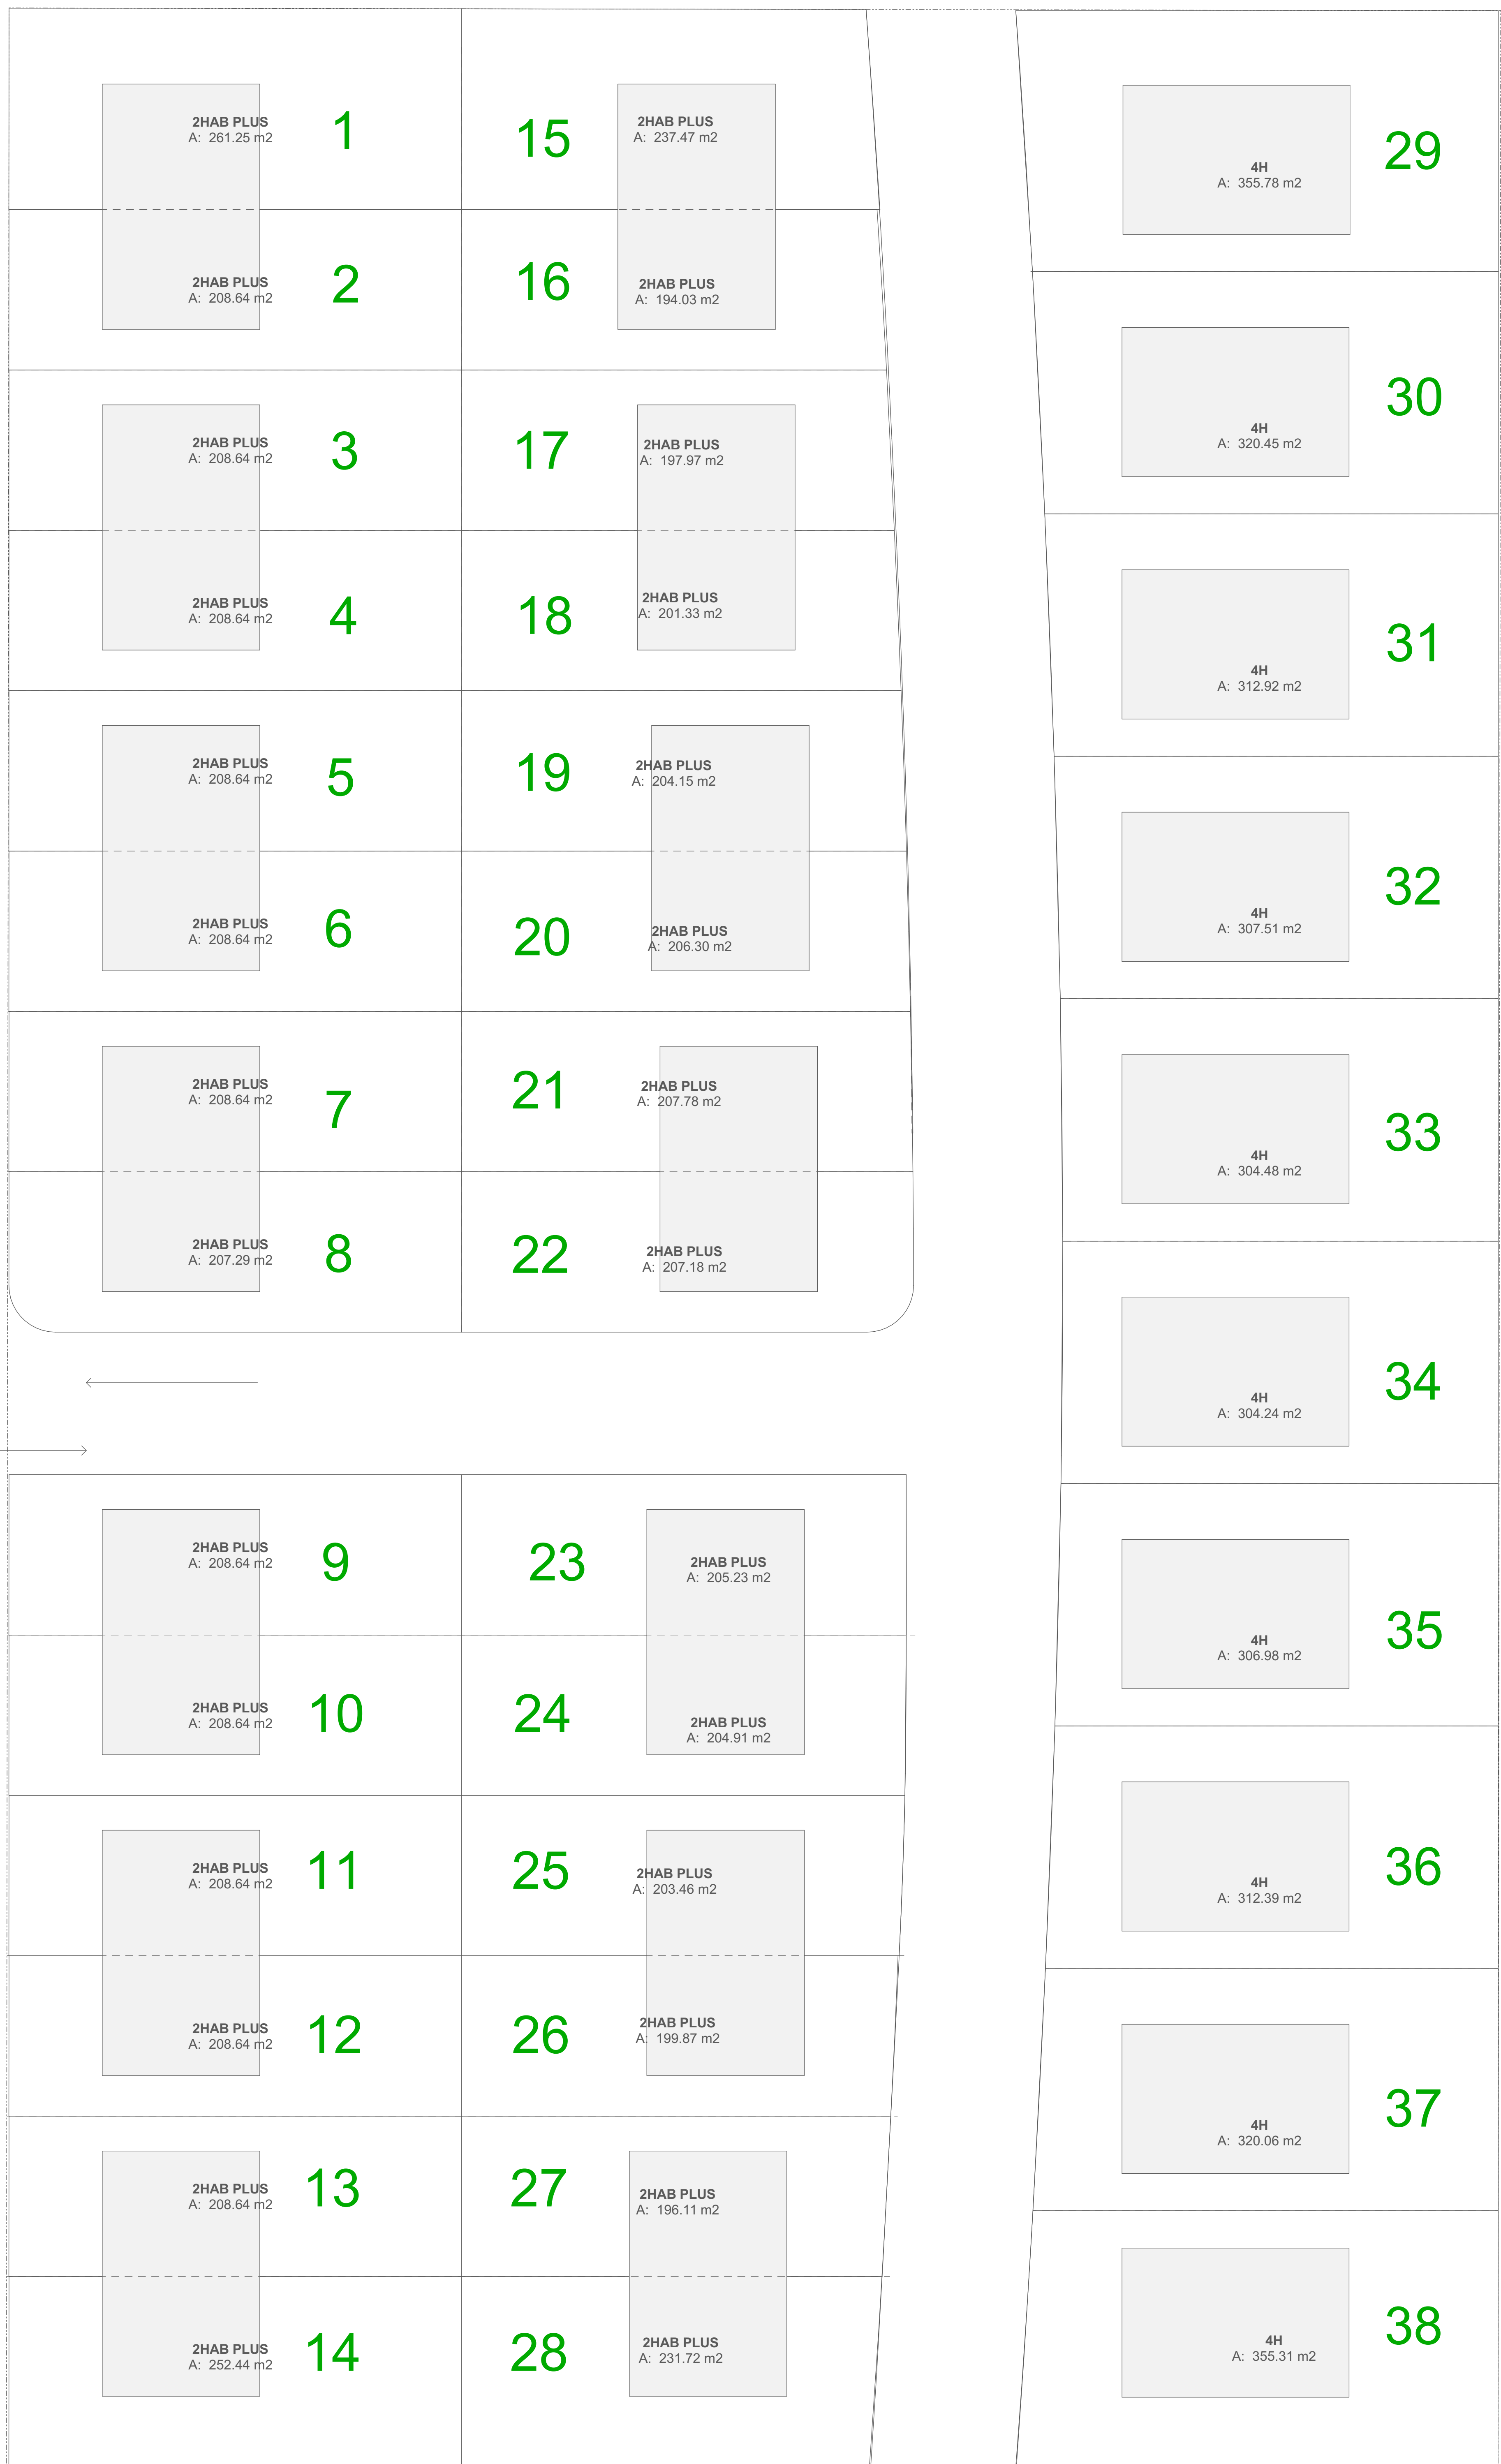 2HAB PLUS
A: 261.25 m2
1
2HAB PLUS
A: 208.64 m2
2
2HAB PLUS
A: 208.64 m2
3
2HAB PLUS
A: 208.64 m2
4
2HAB PLUS
A: 208.64 m2
5
2HAB PLUS
A: 208.64 m2
6
2HAB PLUS
A: 208.64 m2
7
2HAB PLUS
A: 207.29 m2
8
2HAB PLUS
A: 208.64 m2
9
2HAB PLUS
A: 208.64 m2
10
2HAB PLUS
A: 208.64 m2
11
2HAB PLUS
A: 208.64 m2
12
2HAB PLUS
A: 208.64 m2
13
2HAB PLUS
A: 252.44 m2
14
15
2HAB PLUS
A: 237.47 m2
16
2HAB PLUS
A: 194.03 m2
17
2HAB PLUS
A: 197.97 m2
18
2HAB PLUS
A: 201.33 m2
19
2HAB PLUS
A: 204.15 m2
20
2HAB PLUS
A: 206.30 m2
21
2HAB PLUS
A: 207.78 m2
22
2HAB PLUS
A: 207.18 m2
23
2HAB PLUS
A: 205.23 m2
24
2HAB PLUS
A: 204.91 m2
25
2HAB PLUS
A: 203.46 m2
26
2HAB PLUS
A: 199.87 m2
27
2HAB PLUS
A: 196.11 m2
28
2HAB PLUS
A: 231.72 m2
4H
A: 355.78 m2
29
4H
A: 320.45 m2
30
4H
A: 312.92 m2
31
4H
A: 307.51 m2
32
4H
A: 304.48 m2
33
4H
A: 304.24 m2
34
4H
A: 306.98 m2
35
4H
A: 312.39 m2
36
4H
A: 320.06 m2
37
4H
A: 355.31 m2
38